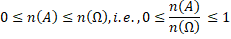 0 ≤ n(A) ≤ n(Ω), i.e., 0 ≤ n(A)/n(Ω) ≤ 1